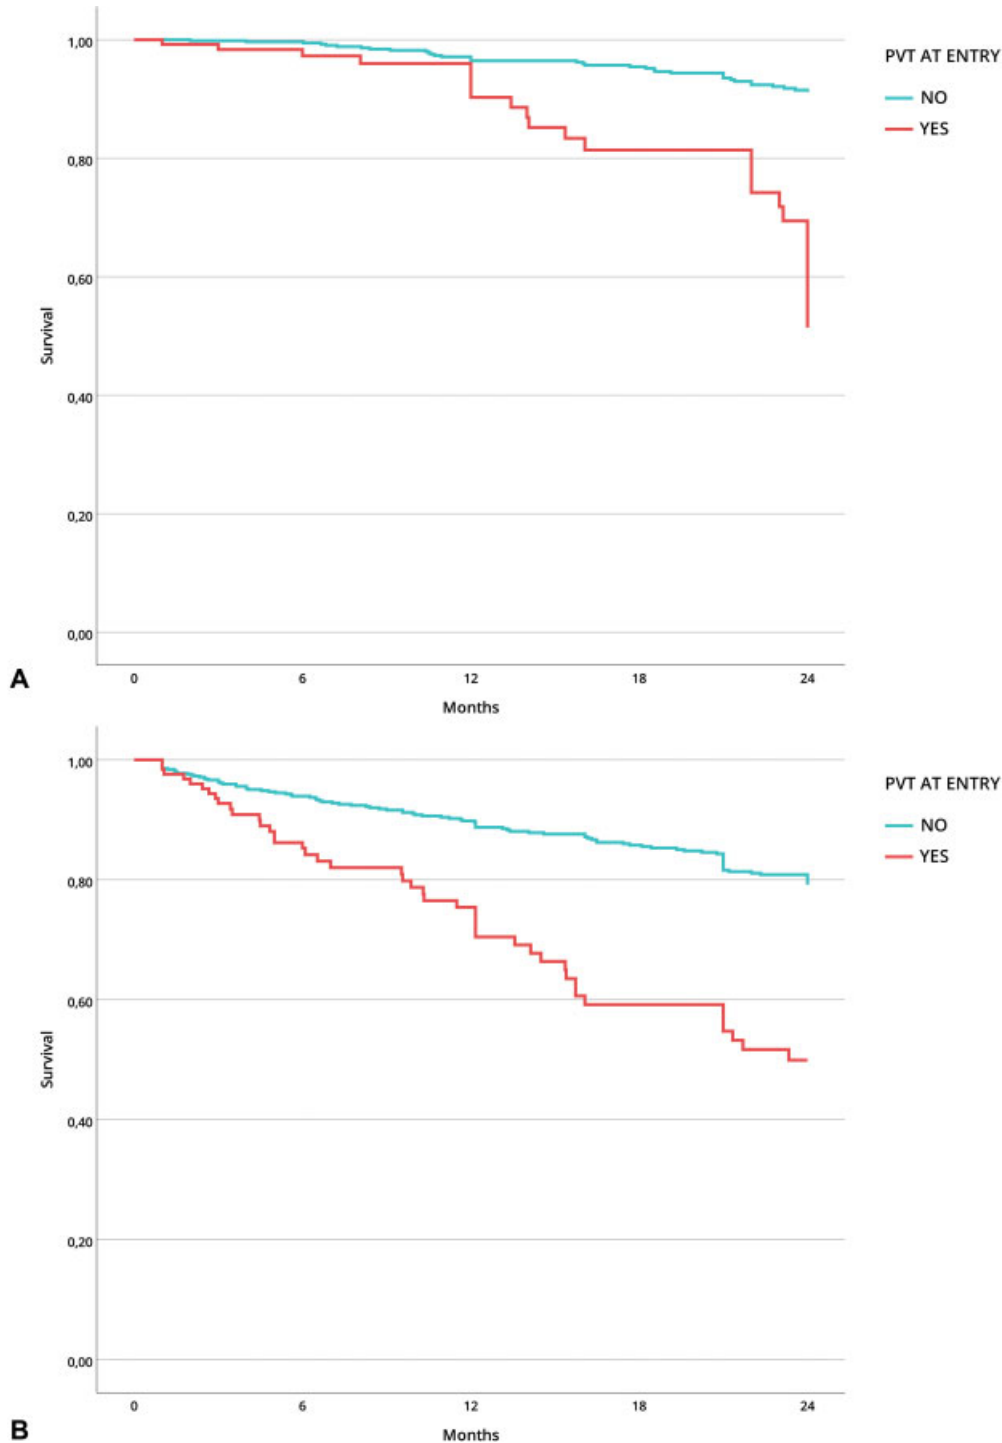 1,00
0,80
0,60
0,40
0,20
0,00
Survival
0 6 12 18 24
Months
PVT AT ENTRY
NO
YES
A
1,00
0,80
0,60
0,40
0,20
0,00
Survival
0 6 12 18 24
Months
PVT AT ENTRY
NO
YES
B